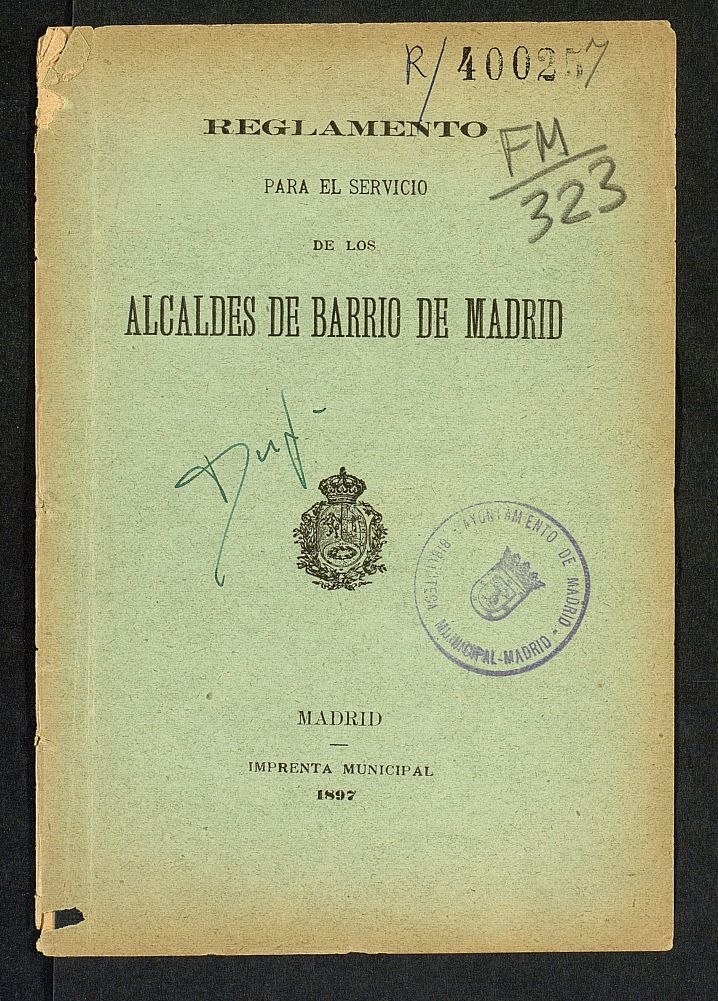 R/400257
REGLAMENTO
FM
323
PARA EL SERVICIO
DE LOS
ALCALDES DE BARRIO DE MADRID
AYUNTAMIENTO DE MADRID -
BIBLIOTECA MUNICIPAL-MADRID
MADRID
IMPRENTA MUNICIPAL
1897